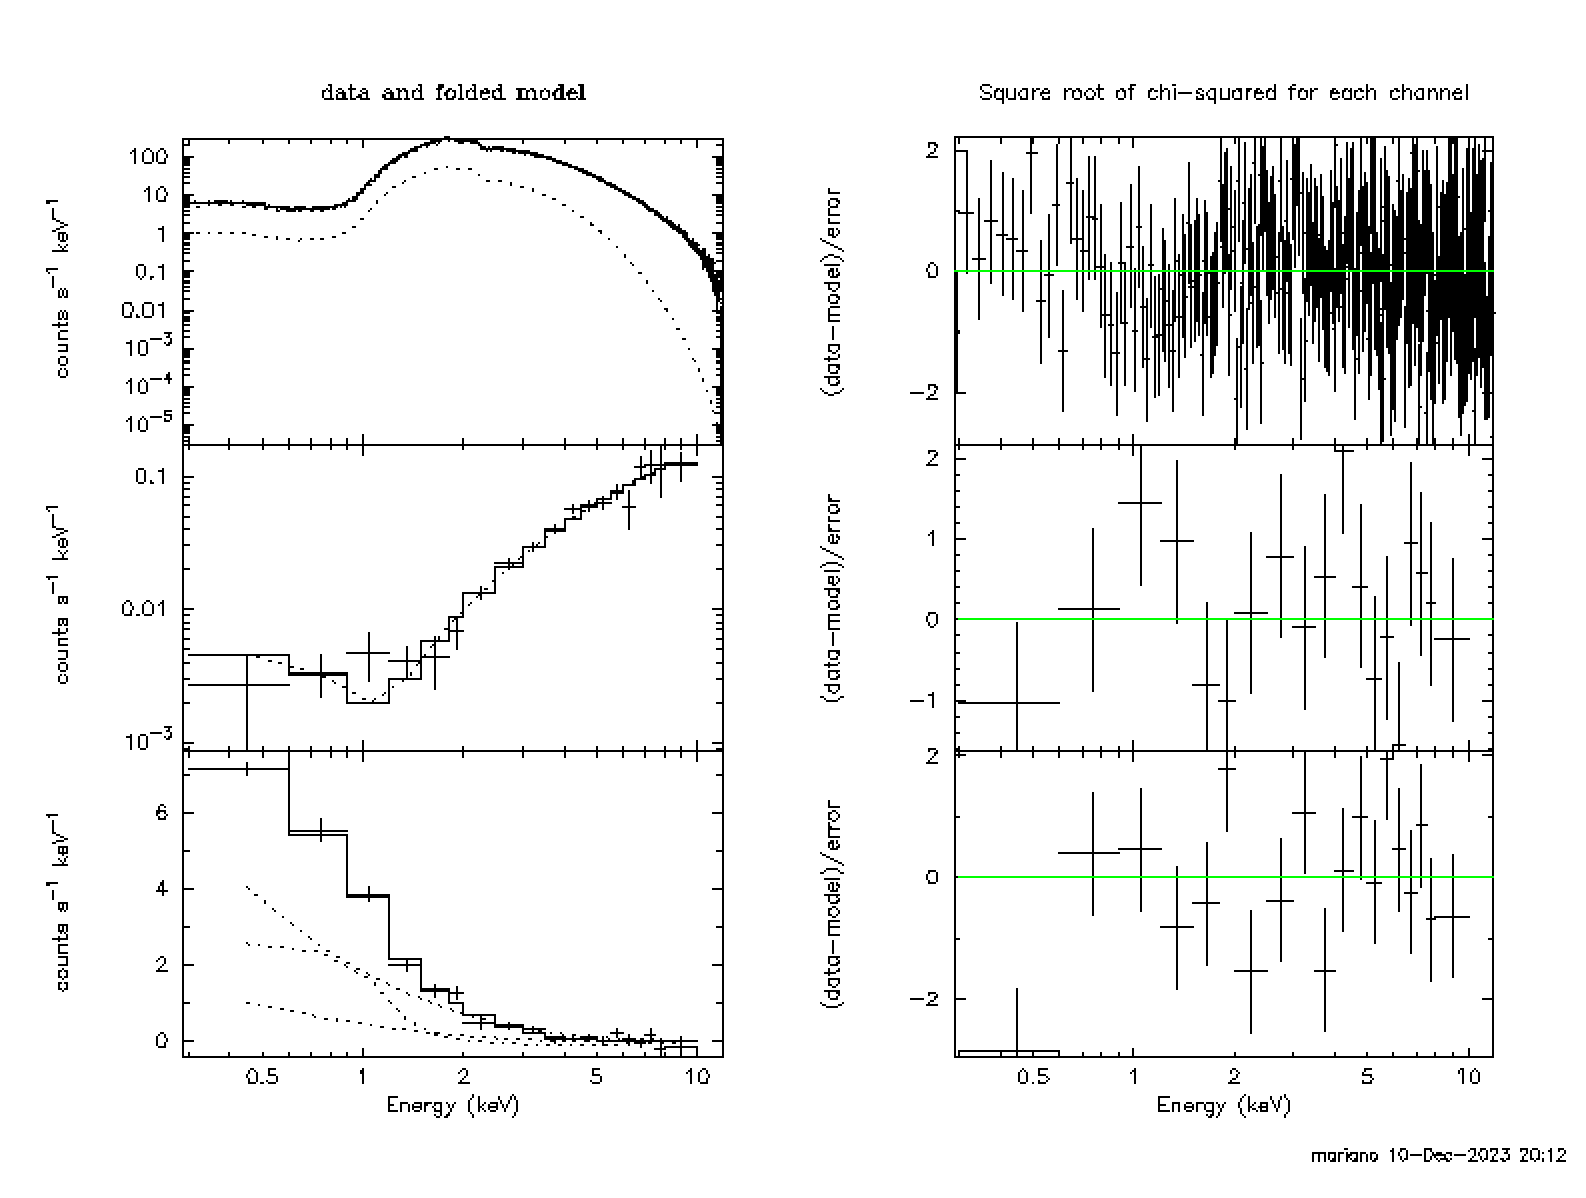 data and folded model
Square root of chi-squared for each channel
counts s⁻¹ keV⁻¹
100
10
1
0.1
0.01
10⁻³
10⁻⁴
10⁻⁵
(data-model)/error
2
0
-2
counts s⁻¹ keV⁻¹
0.1
0.01
10⁻³
(data-model)/error
2
1
0
-1
counts s⁻¹ keV⁻¹
6
4
2
0
(data-model)/error
2
0
-2
0.5 1 2 5 10
Energy (keV)
0.5 1 2 5 10
Energy (keV)
mariano 10-Dec-2023 20:12